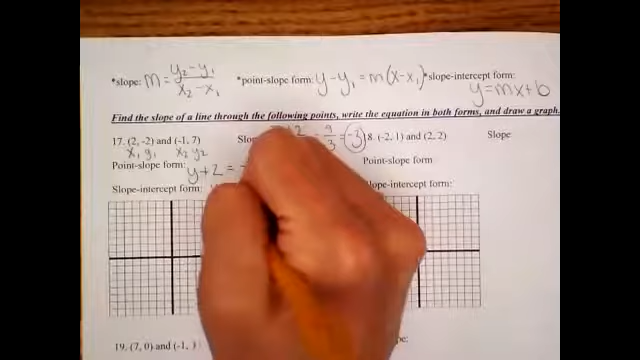 *slope: m = y₂ - y₁ / x₂ - x₁ *point-slope form: y - y₁ = m(x - x₁) *slope-intercept form: y = mx + b
Find the slope of a line through the following points, write the equation in both forms, and draw a graph.
17. (2, -2) and (-1, 7) = -3 8. (-2, 1) and (2, 2) Slope
x₁ y₁ x₂ y₂
Point-slope form: y + 2 = Point-slope form
Slope-intercept form: Slope-intercept form:
19. (7, 0) and (-1,